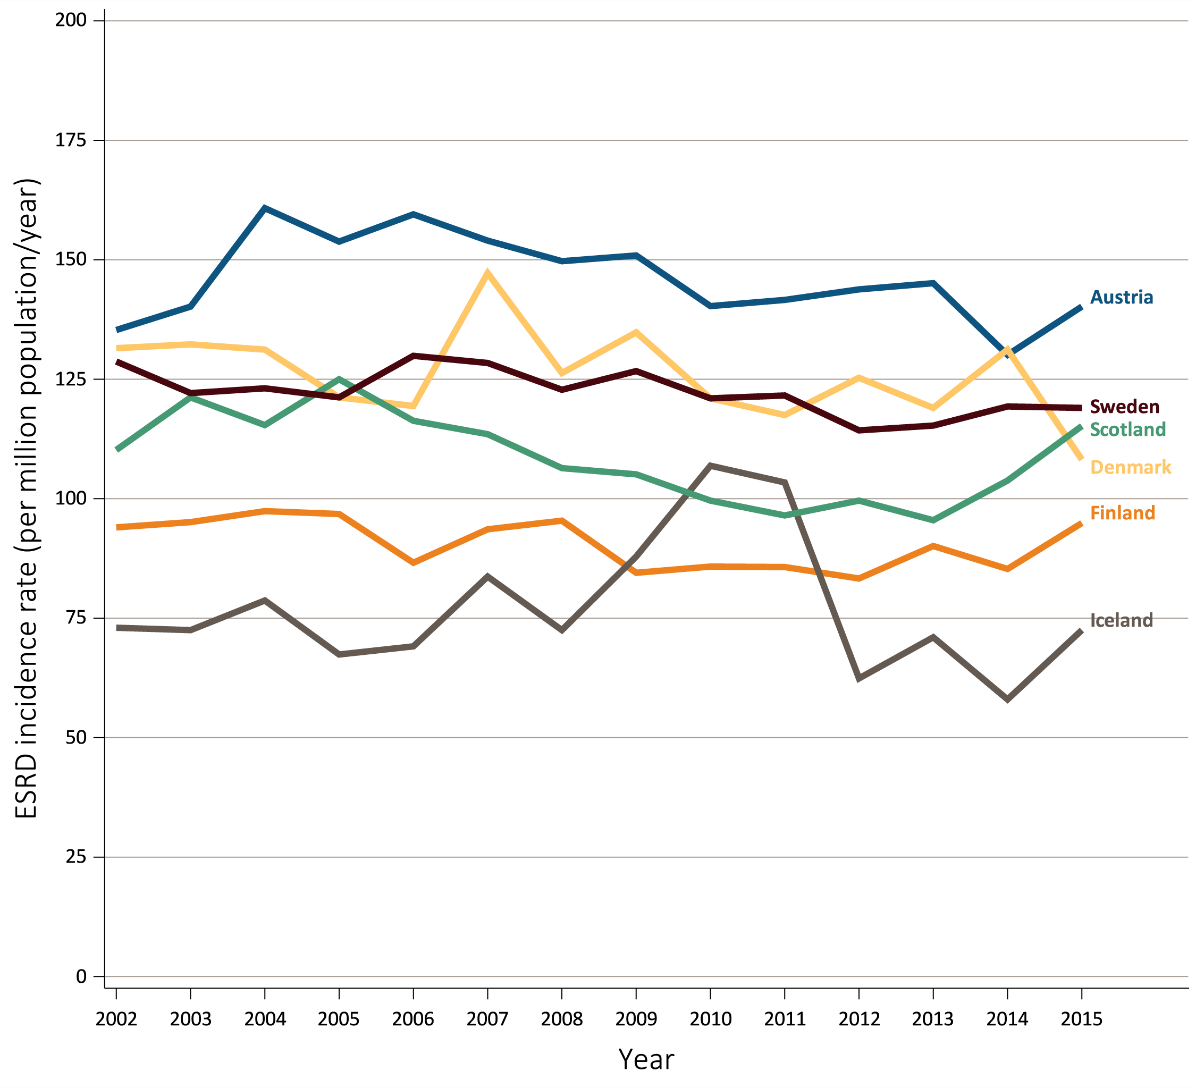 200
175
150
125
100
75
50
25
0
ESRD incidence rate (per million population/year)
Austria
Sweden
Scotland
Denmark
Finland
Iceland
2002 2003 2004 2005 2006 2007 2008 2009 2010 2011 2012 2013 2014 2015
Year